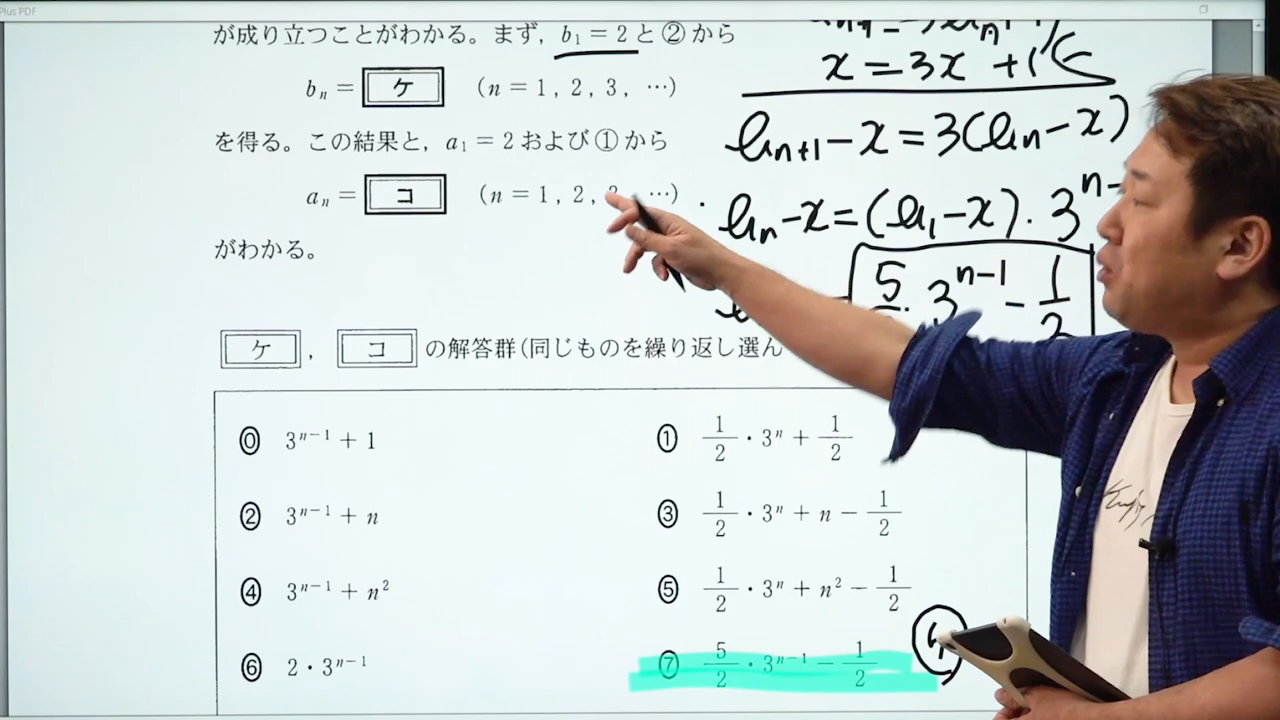 Plus PDF
が成り立つことがわかる。まず，b₁ = 2 と ② から
bₙ = ケ (n = 1, 2, 3, …)
を得る。この結果と，a₁ = 2 および ① から
aₙ = コ (n = 1, 2, …)
がわかる。
ケ， コ の解答群(同じものを繰り返し選ん
⓪ 3ⁿ⁻¹ + 1
① 1/2 · 3ⁿ + 1/2
② 3ⁿ⁻¹ + n
③ 1/2 · 3ⁿ + n − 1/2
④ 3ⁿ⁻¹ + n²
⑤ 1/2 · 3ⁿ + n² − 1/2
⑥ 2 · 3ⁿ⁻¹
⑦ 5/2 · 3ⁿ⁻¹ − 1/2
x = 3x + 1
bₙ₊₁ − x = 3(bₙ − x)
bₙ − x = (b₁ − x) · 3
5 · 3ⁿ⁻¹ − 1/2